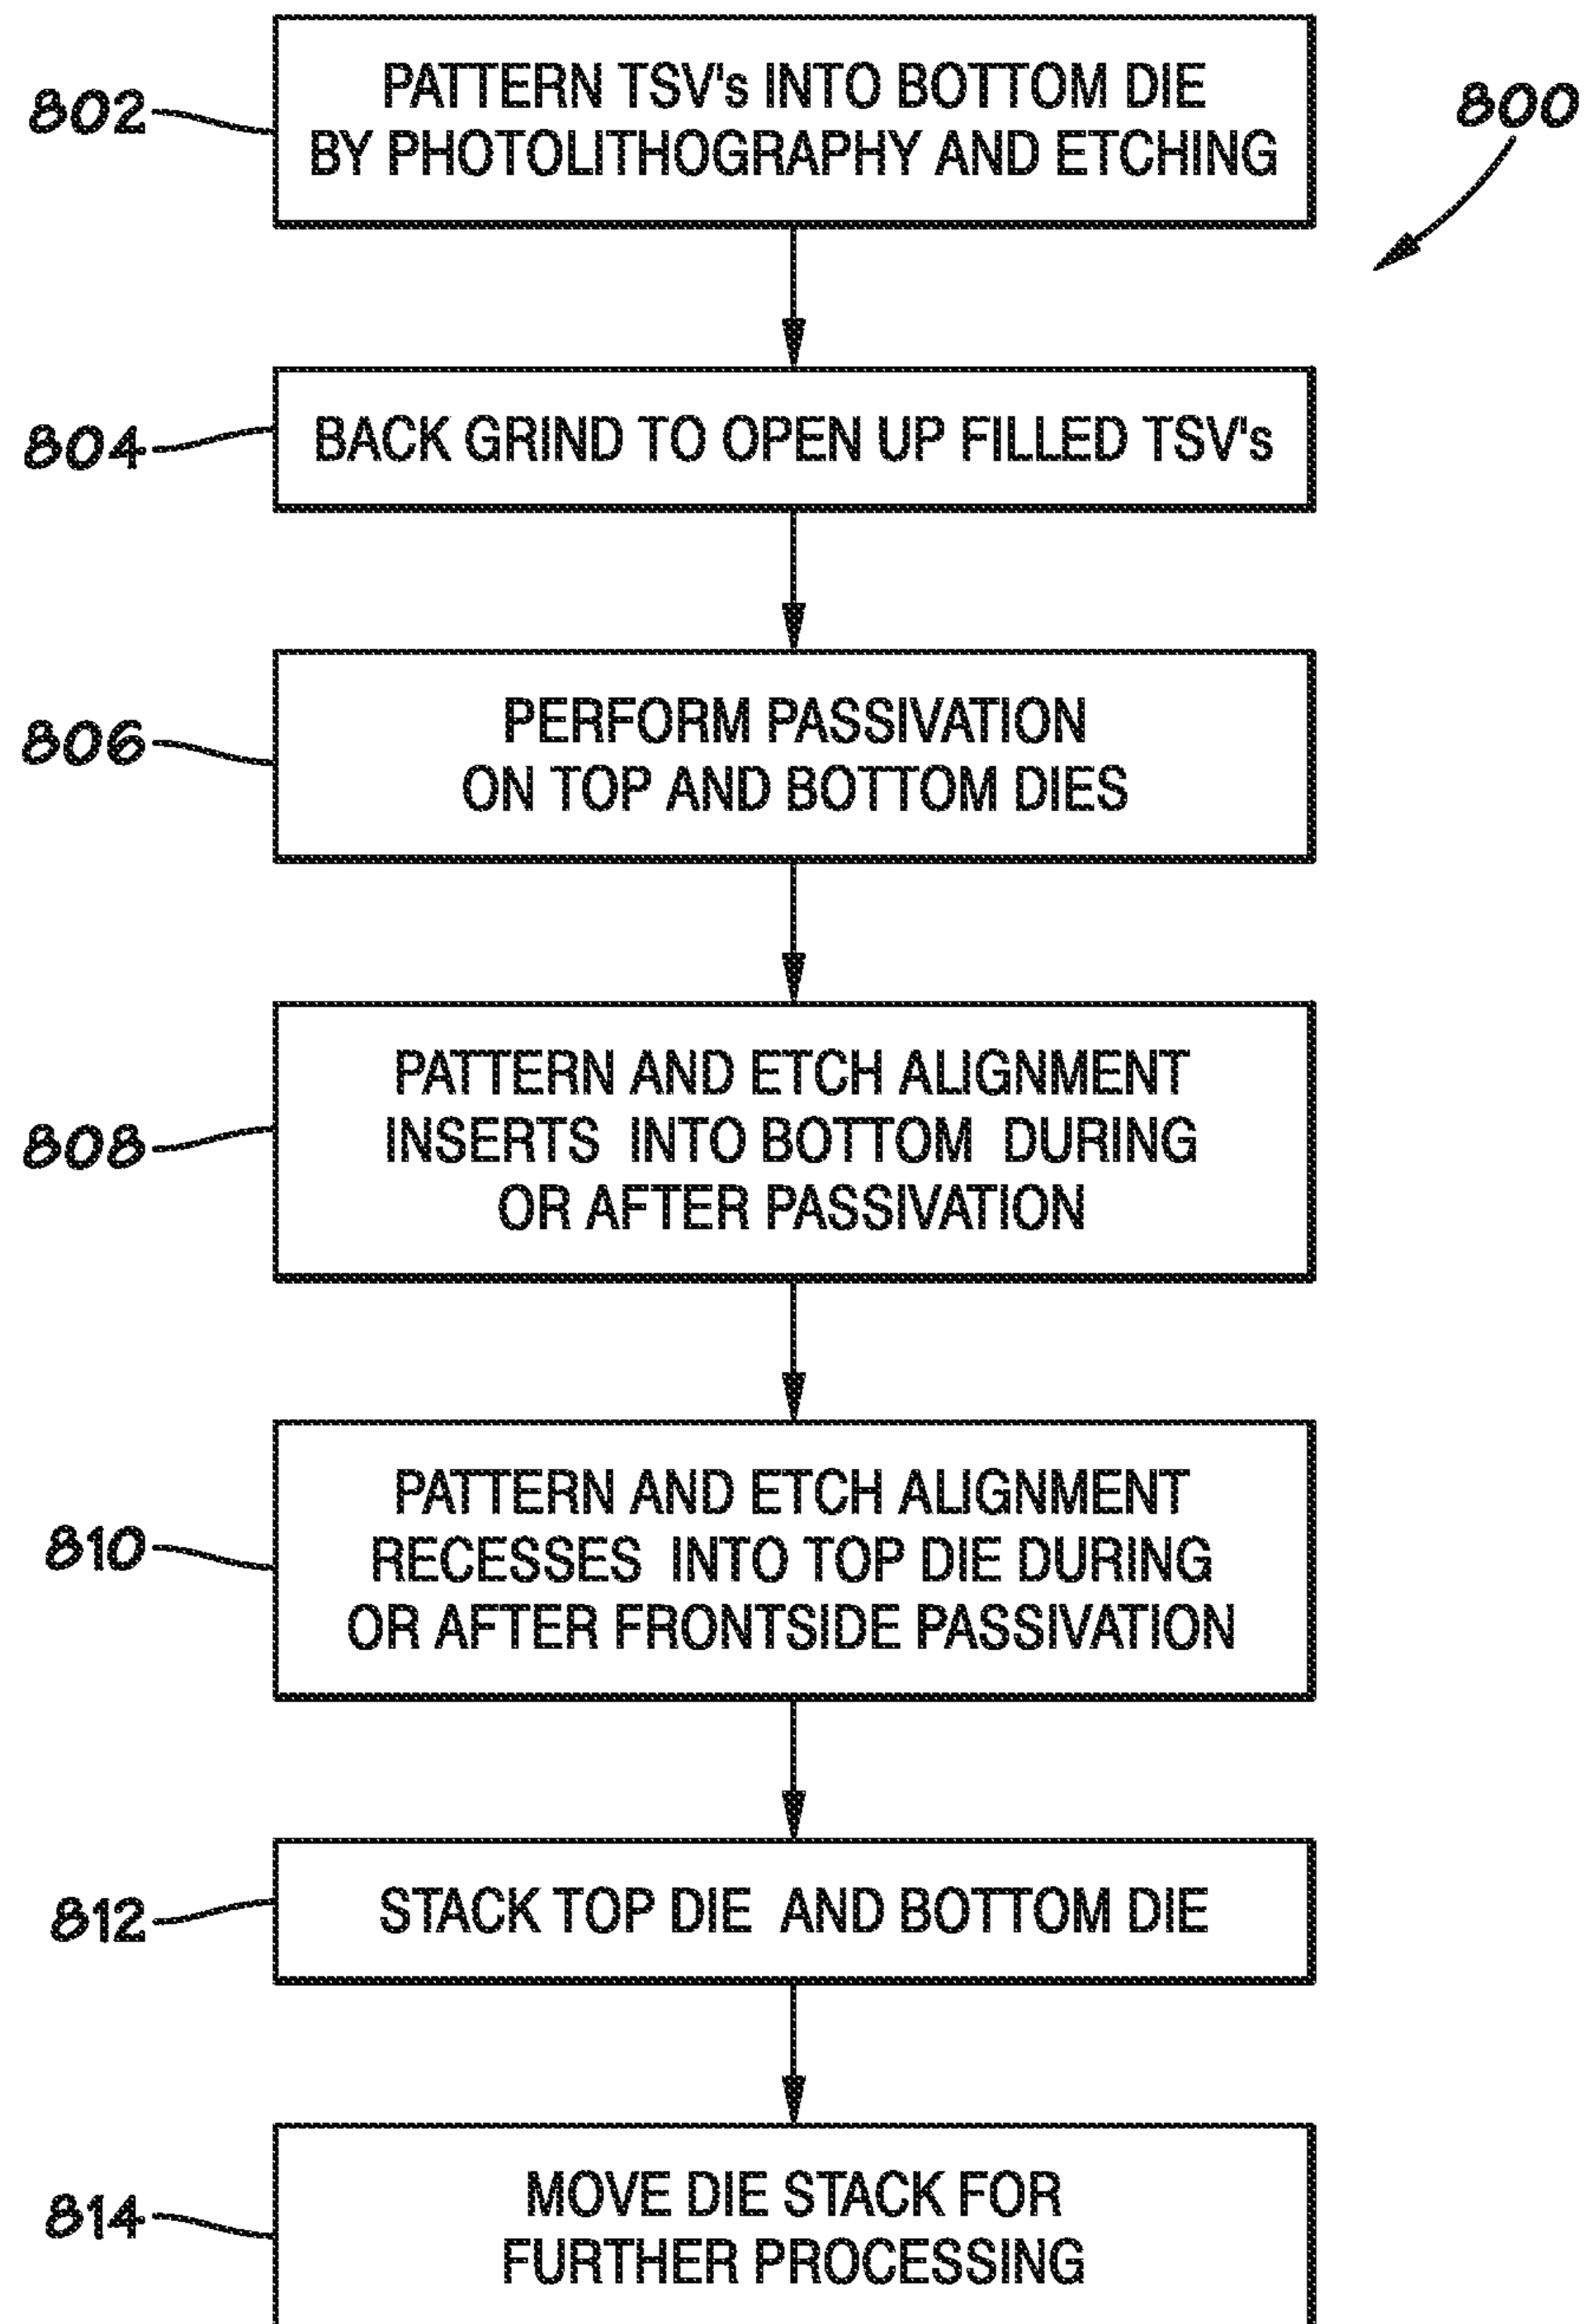 802
PATTERN TSV's INTO BOTTOM DIE
BY PHOTOLITHOGRAPHY AND ETCHING
800
804
BACK GRIND TO OPEN UP FILLED TSV's
806
PERFORM PASSIVATION
ON TOP AND BOTTOM DIES
808
PATTERN AND ETCH ALIGNMENT
INSERTS INTO BOTTOM DURING
OR AFTER PASSIVATION
810
PATTERN AND ETCH ALIGNMENT
RECESSES INTO TOP DIE DURING
OR AFTER FRONTSIDE PASSIVATION
812
STACK TOP DIE AND BOTTOM DIE
814
MOVE DIE STACK FOR
FURTHER PROCESSING